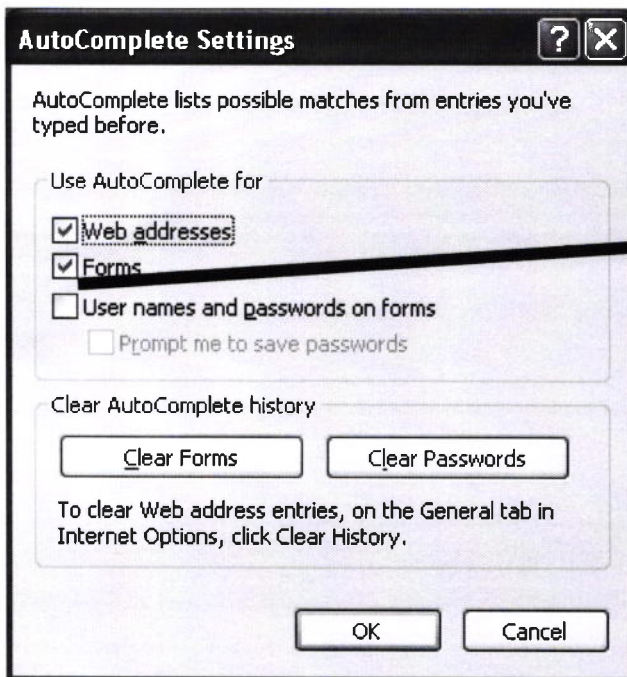 AutoComplete Settings
AutoComplete lists possible matches from entries you've
typed before.
Use AutoComplete for
Web addresses
Forms
User names and passwords on forms
Prompt me to save passwords
Clear AutoComplete history
Clear Forms
Clear Passwords
To clear Web address entries, on the General tab in
Internet Options, click Clear History.
OK
Cancel